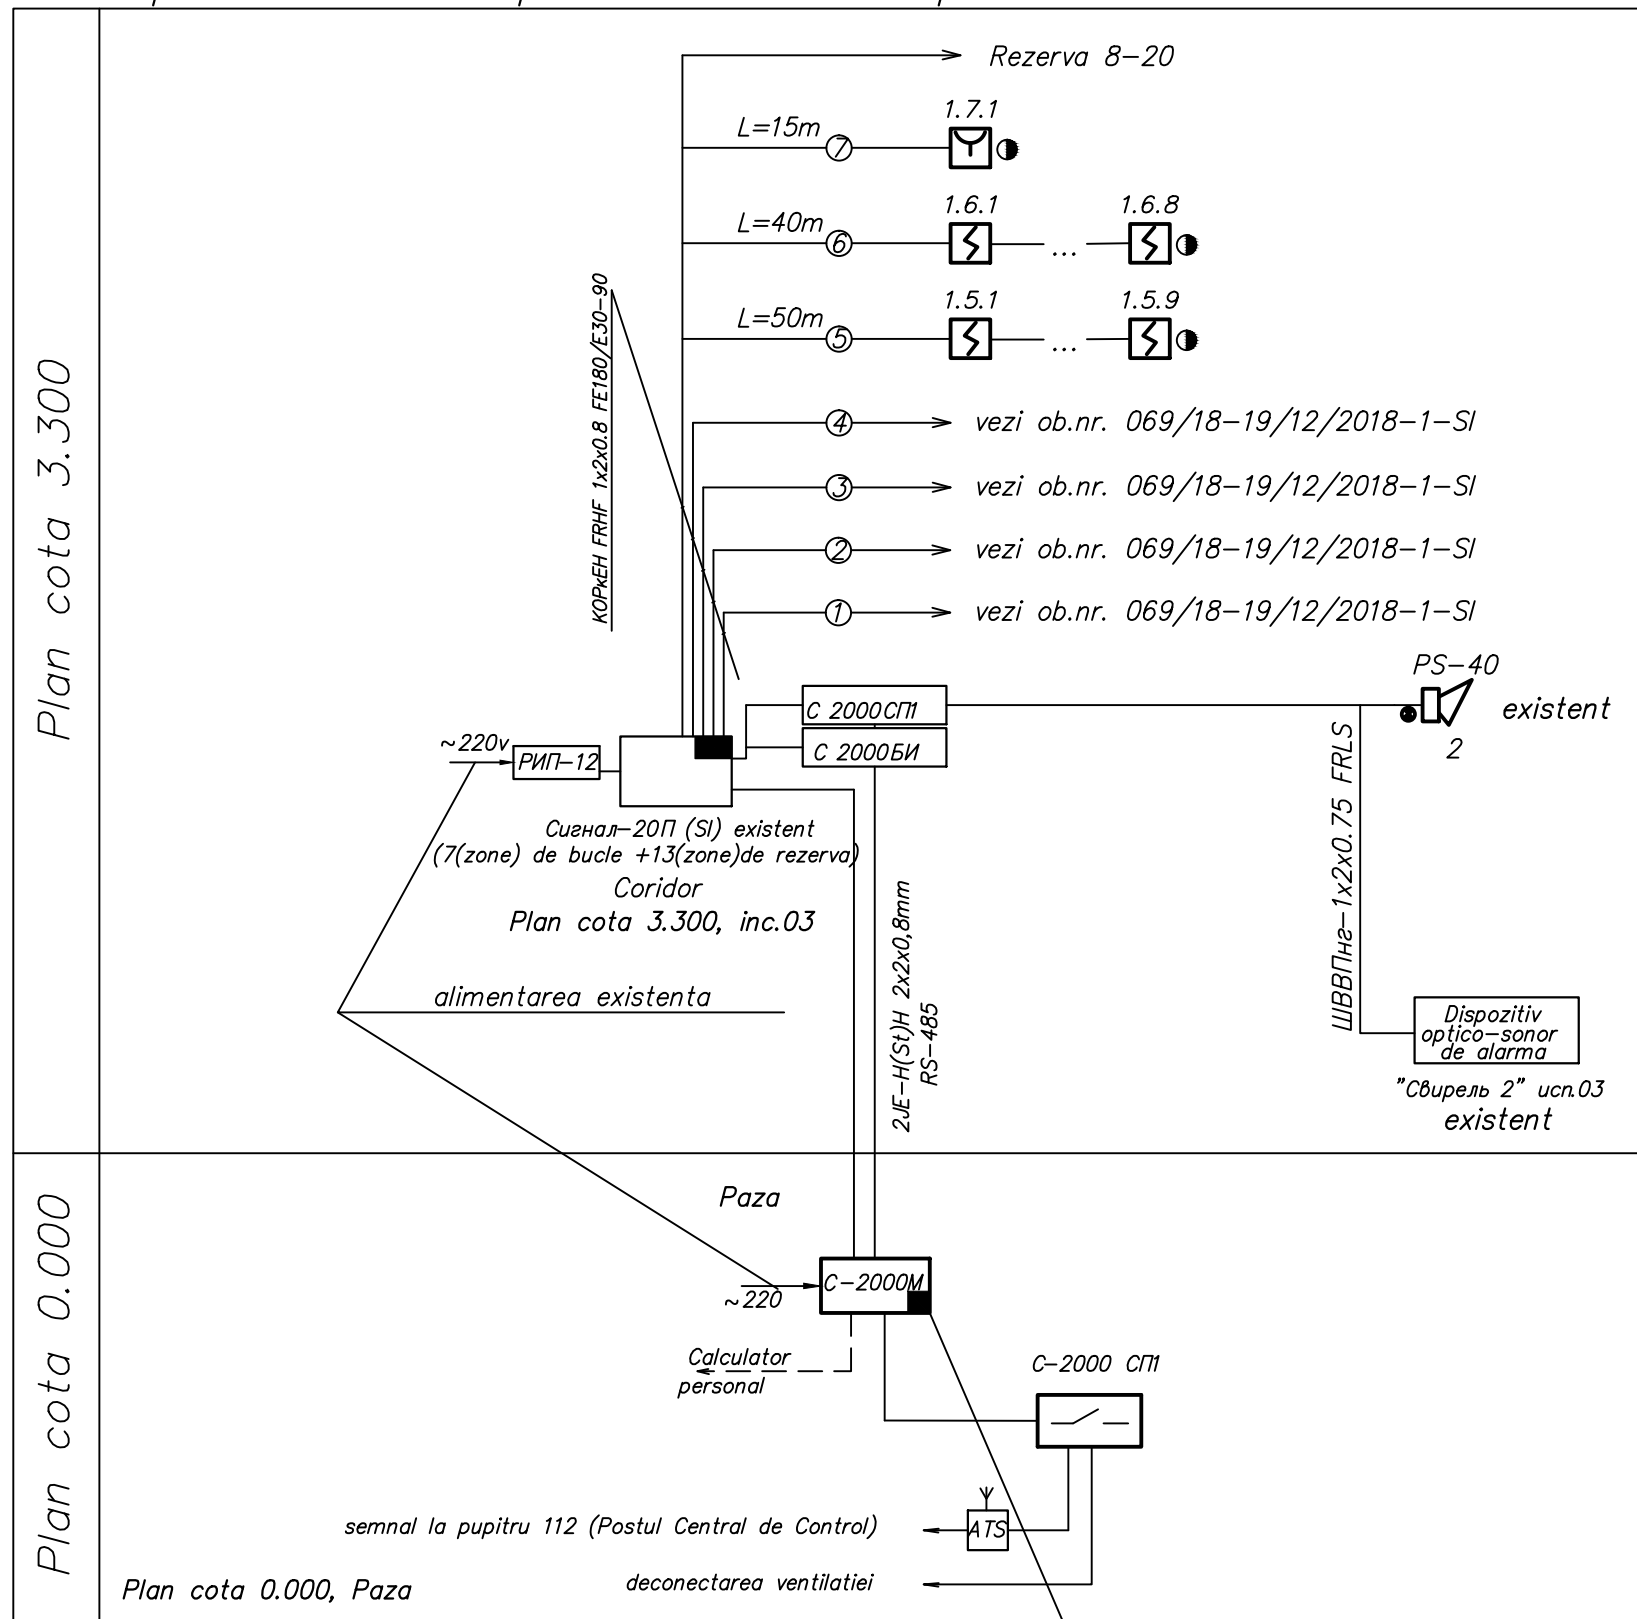 Plan cota 3.300
Rezerva 8-20
1.7.1
L=15m
7
1.6.1
1.6.8
L=40m
6
...
1.5.1
1.5.9
L=50m
5
...
КОРкЕН FRHF 1x2x0.8 FE180/E30-90
4
vezi ob.nr. 069/18-19/12/2018-1-SI
3
vezi ob.nr. 069/18-19/12/2018-1-SI
2
vezi ob.nr. 069/18-19/12/2018-1-SI
1
vezi ob.nr. 069/18-19/12/2018-1-SI
PS-40
existent
2
С 2000СП1
С 2000БИ
~220v
РИП-12
Сигнал-20П (SI) existent
(7(zone) de bucle +13(zone)de rezerva)
Coridor
Plan cota 3.300, inc.03
alimentarea existenta
2JE-H(St)H 2x2x0,8mm
RS-485
ШВВПнг-1x2x0.75 FRLS
Dispozitiv
optico-sonor
de alarma
"Свирель 2" исп.03
existent
Plan cota 0.000
Paza
С-2000М
~220
Calculator
personal
С-2000 СП1
ATS
semnal la pupitru 112 (Postul Central de Control)
deconectarea ventilatiei
Plan cota 0.000, Paza